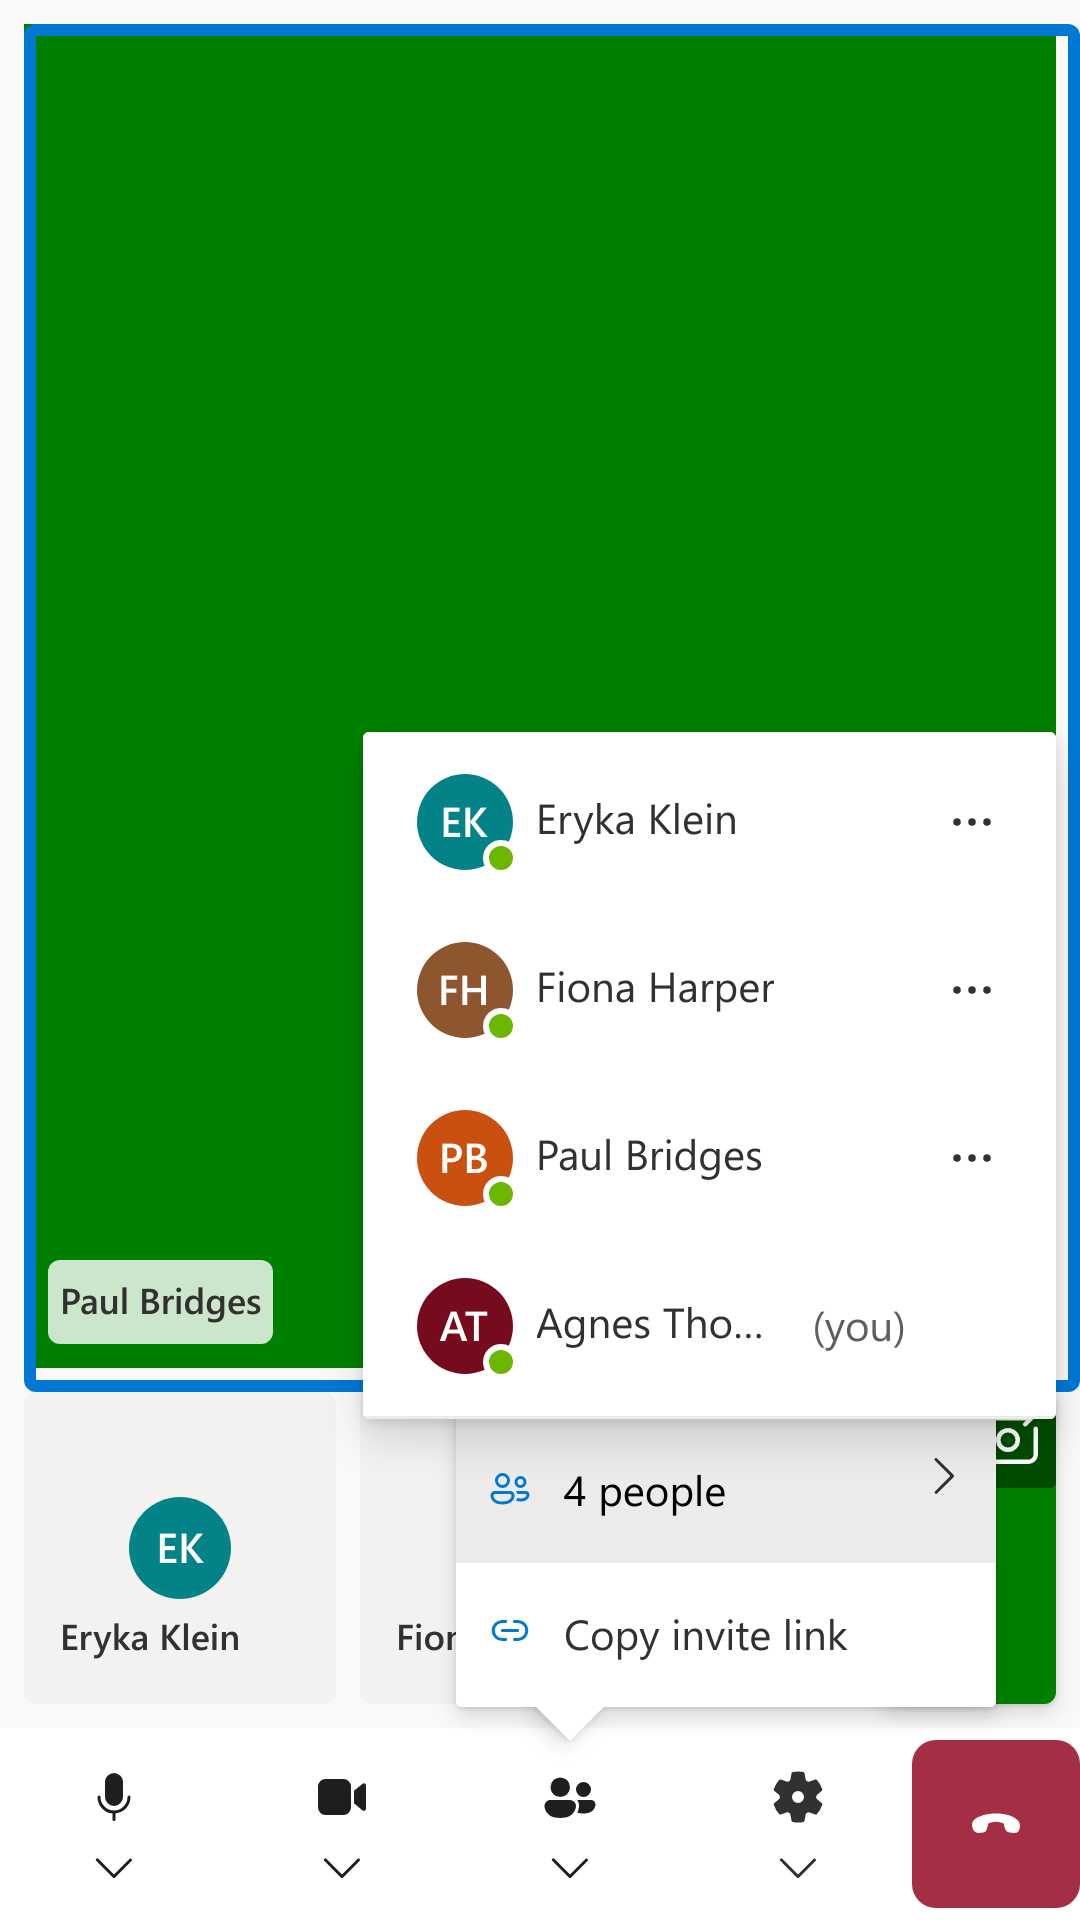 EK Eryka Klein
FH Fiona Harper
PB Paul Bridges
Paul Bridges
AT Agnes Tho... (you)
4 people
EK
Eryka Klein
Copy invite link